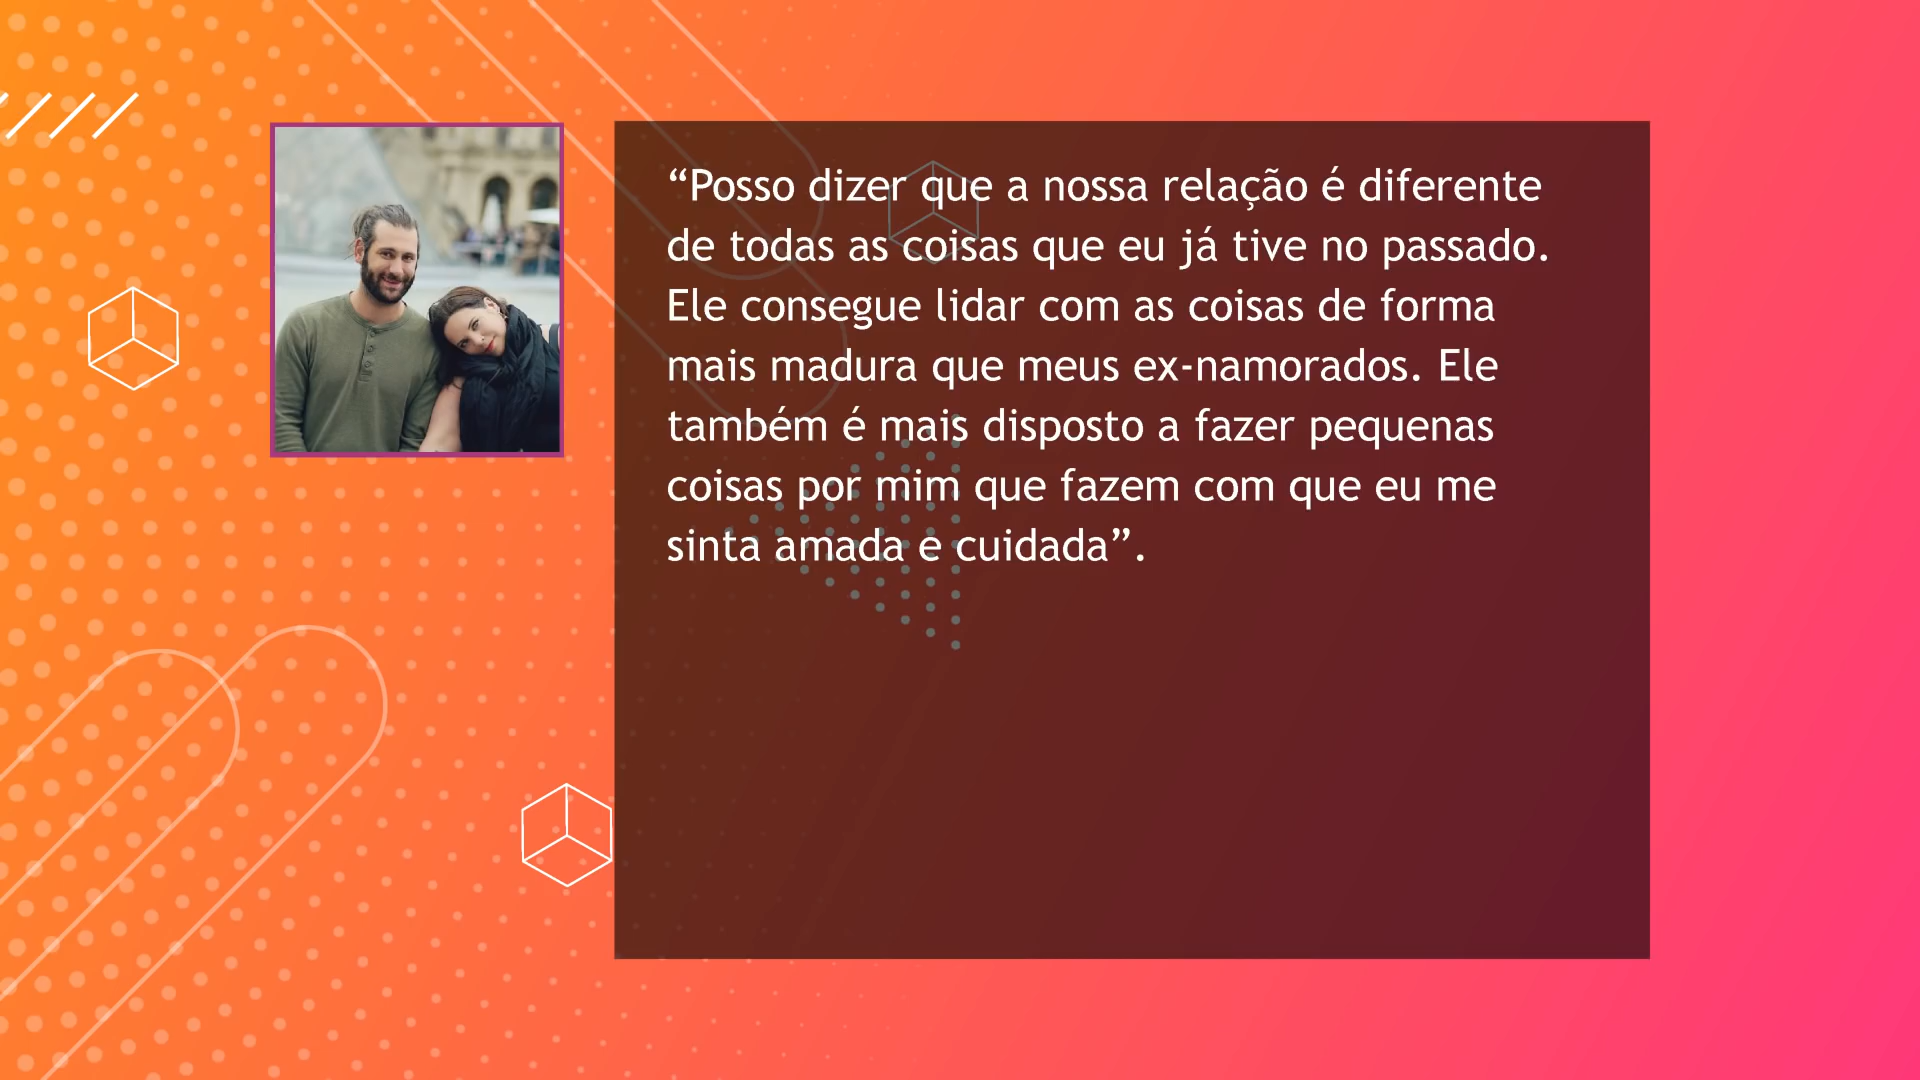 “Posso dizer que a nossa relação é diferente
de todas as coisas que eu já tive no passado.
Ele consegue lidar com as coisas de forma
mais madura que meus ex-namorados. Ele
também é mais disposto a fazer pequenas
coisas por mim que fazem com que eu me
sinta amada e cuidada”.